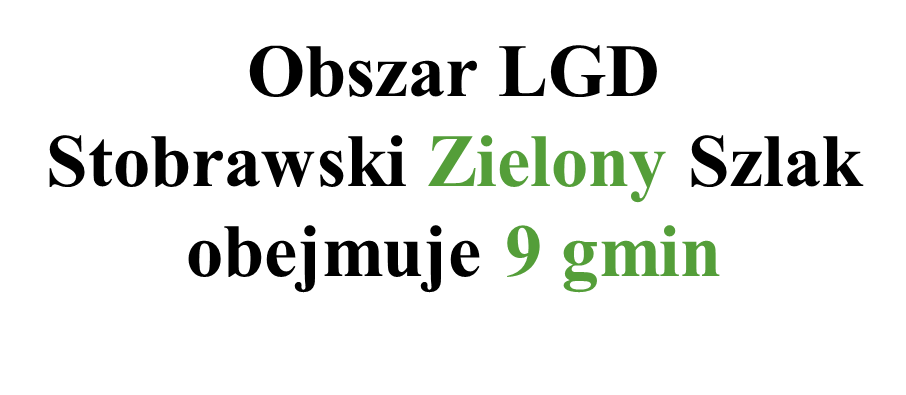 Obszar LGD
Stobrawski Zielony Szlak
obejmuje 9 gmin